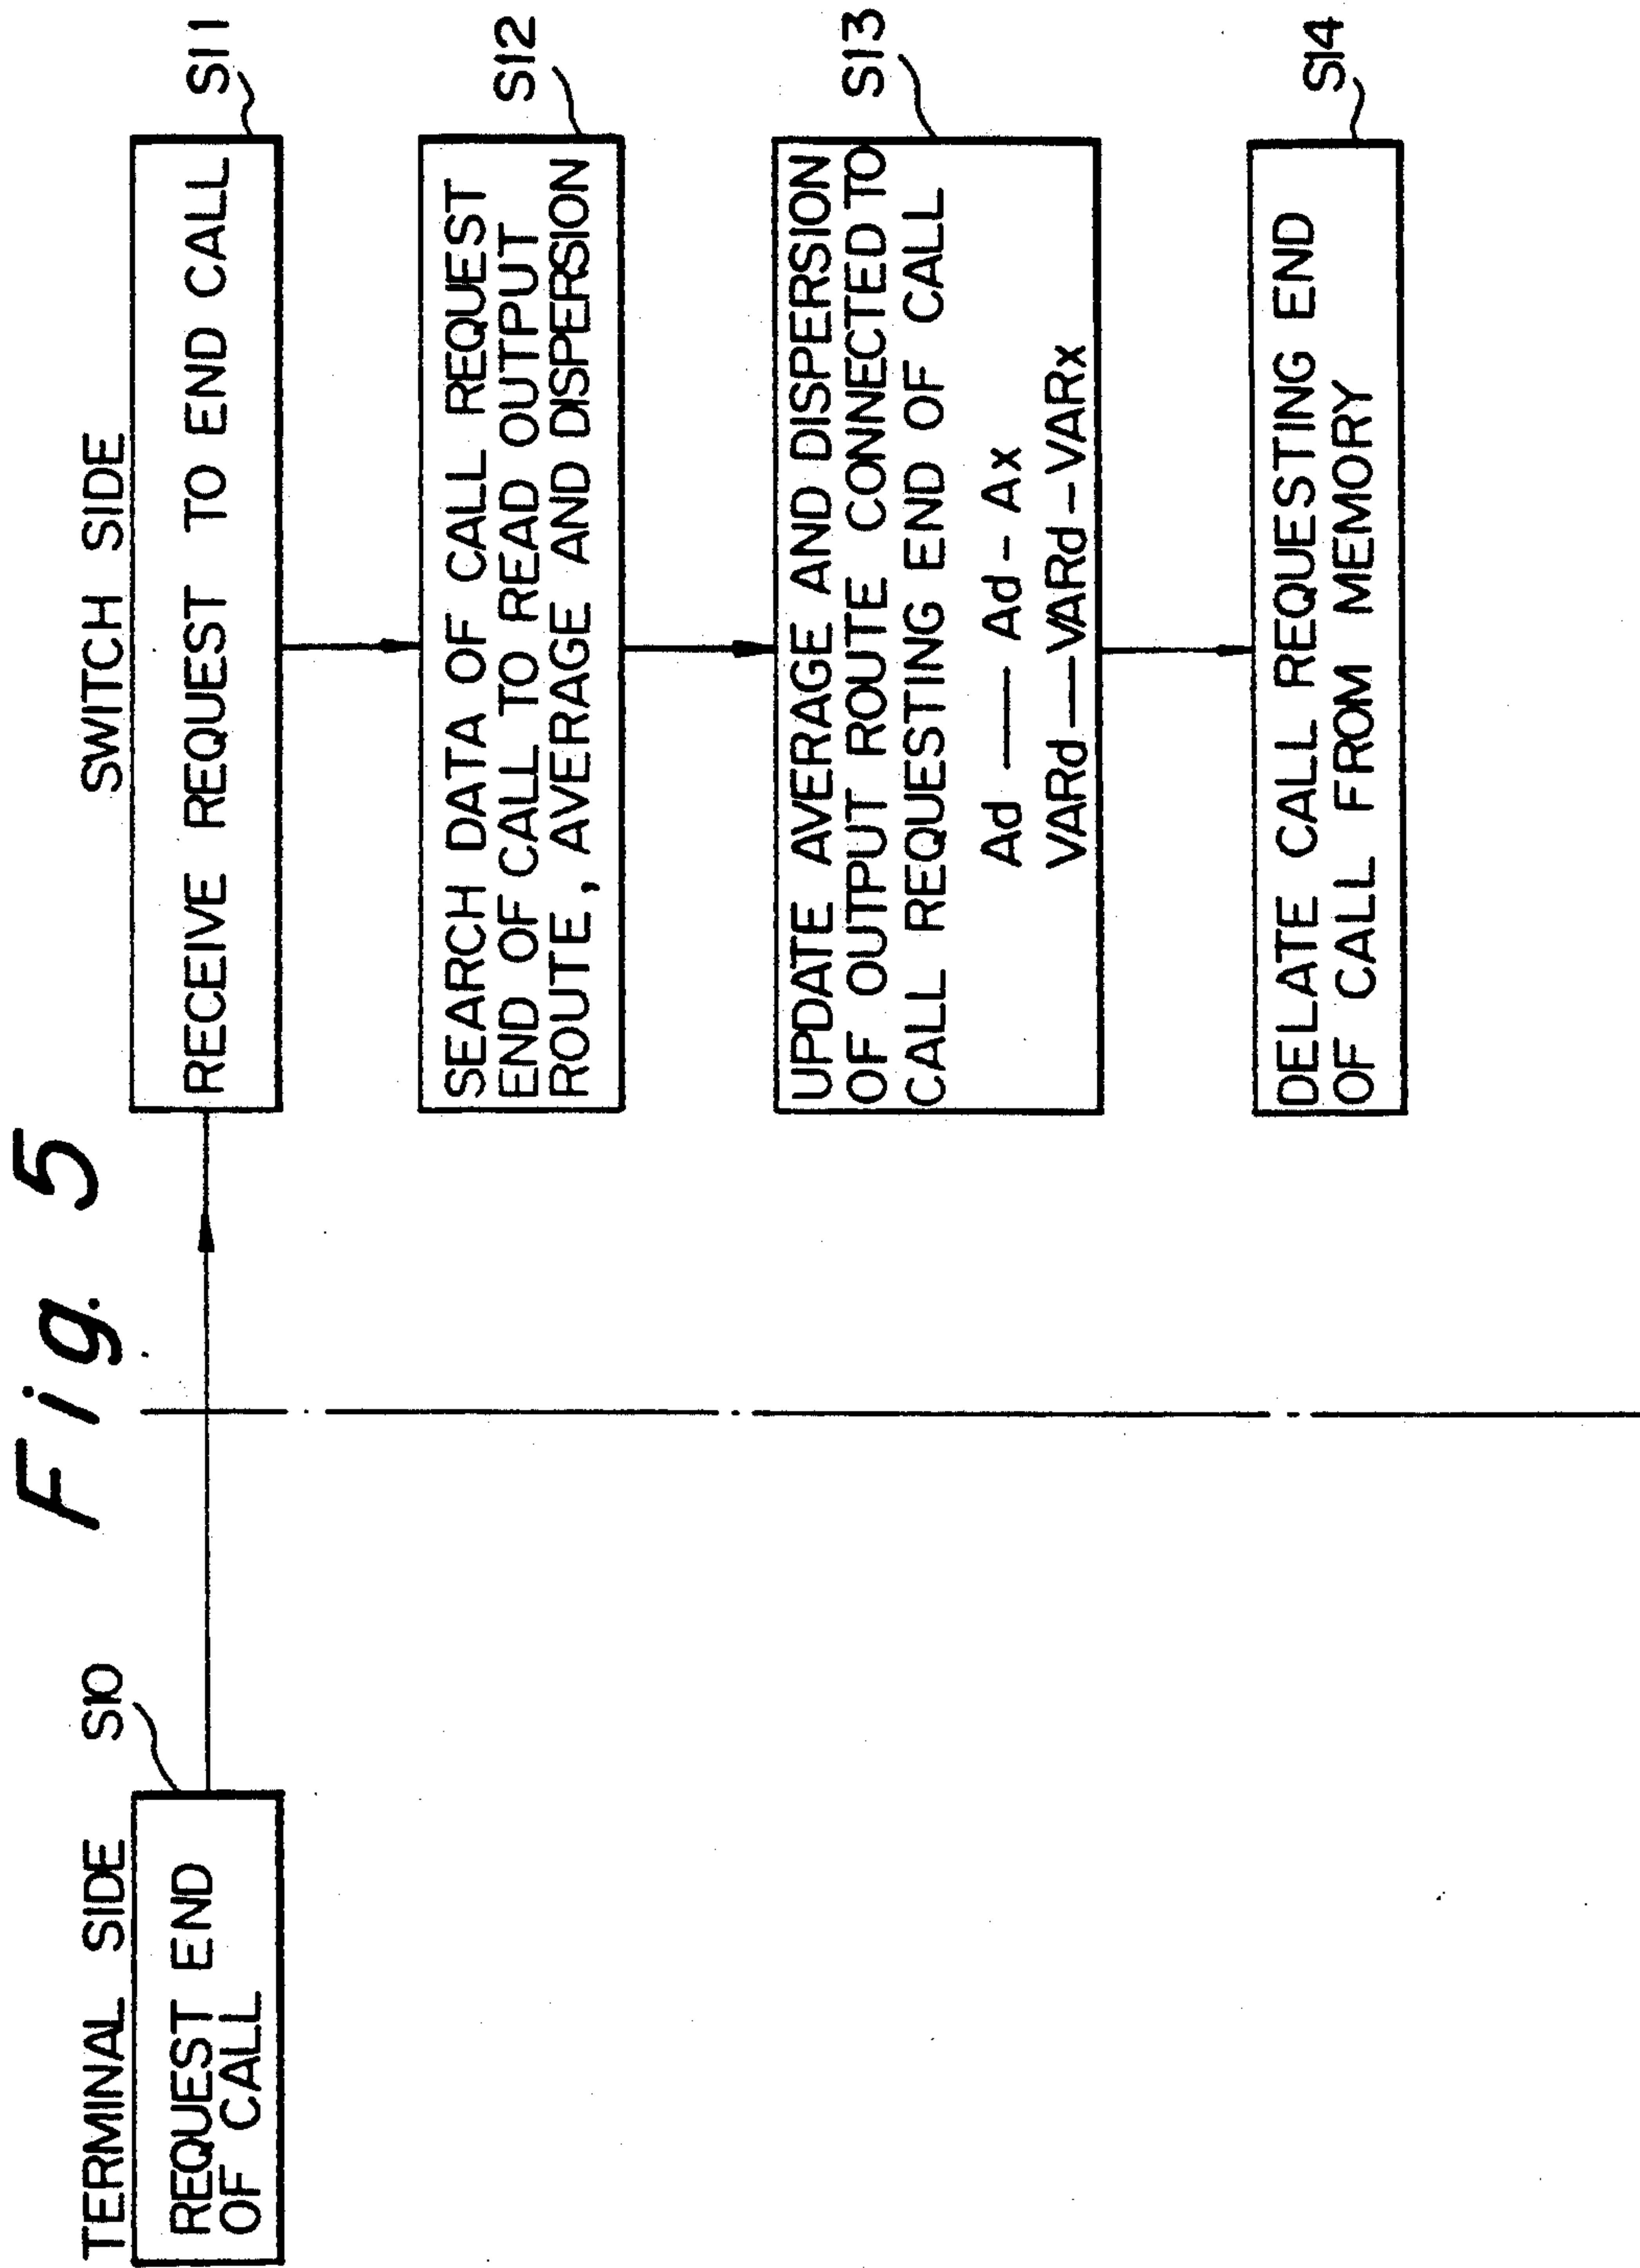 Fig. 5
TERMINAL SIDE
S10
REQUEST END
OF CALL
SWITCH SIDE
S11
RECEIVE REQUEST TO END CALL
S12
SEARCH DATA OF CALL REQUEST
END OF CALL TO READ OUTPUT
ROUTE, AVERAGE AND DISPERSION
S13
UPDATE AVERAGE AND DISPERSION
OF OUTPUT ROUTE CONNECTED TO
CALL REQUESTING END OF CALL
Ad — Ad - Ax
VARd — VARd - VARx
S14
DELATE CALL REQUESTING END
OF CALL FROM MEMORY